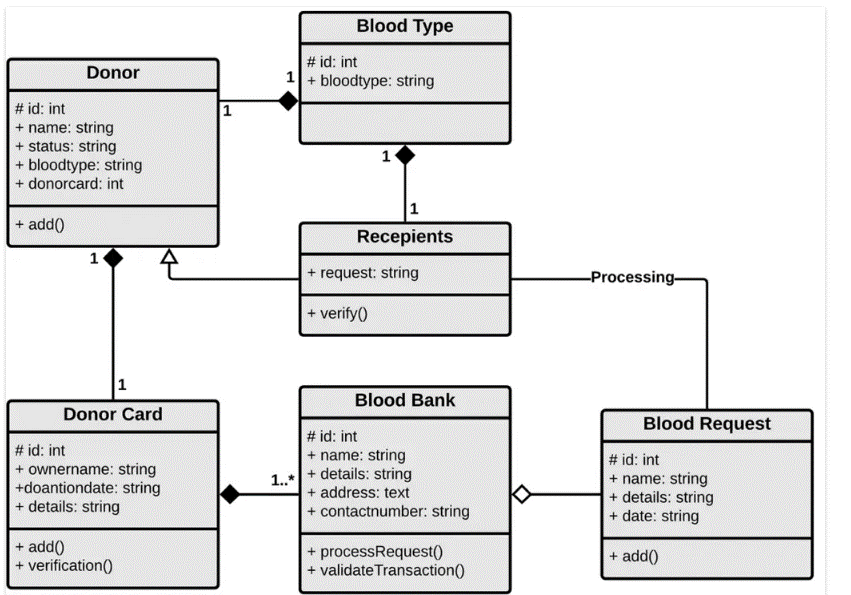 Blood Type
# id: int
+ bloodtype: string
Donor
# id: int
+ name: string
+ status: string
+ bloodtype: string
+ donorcard: int
+ add()
1
1
1
1
Recepients
+ request: string
+ verify()
Processing
1
1
Donor Card
# id: int
+ ownername: string
+doantiondate: string
+ details: string
+ add()
+ verification()
1..*
Blood Bank
# id: int
+ name: string
+ details: string
+ address: text
+ contactnumber: string
+ processRequest()
+ validateTransaction()
Blood Request
# id: int
+ name: string
+ details: string
+ date: string
+ add()